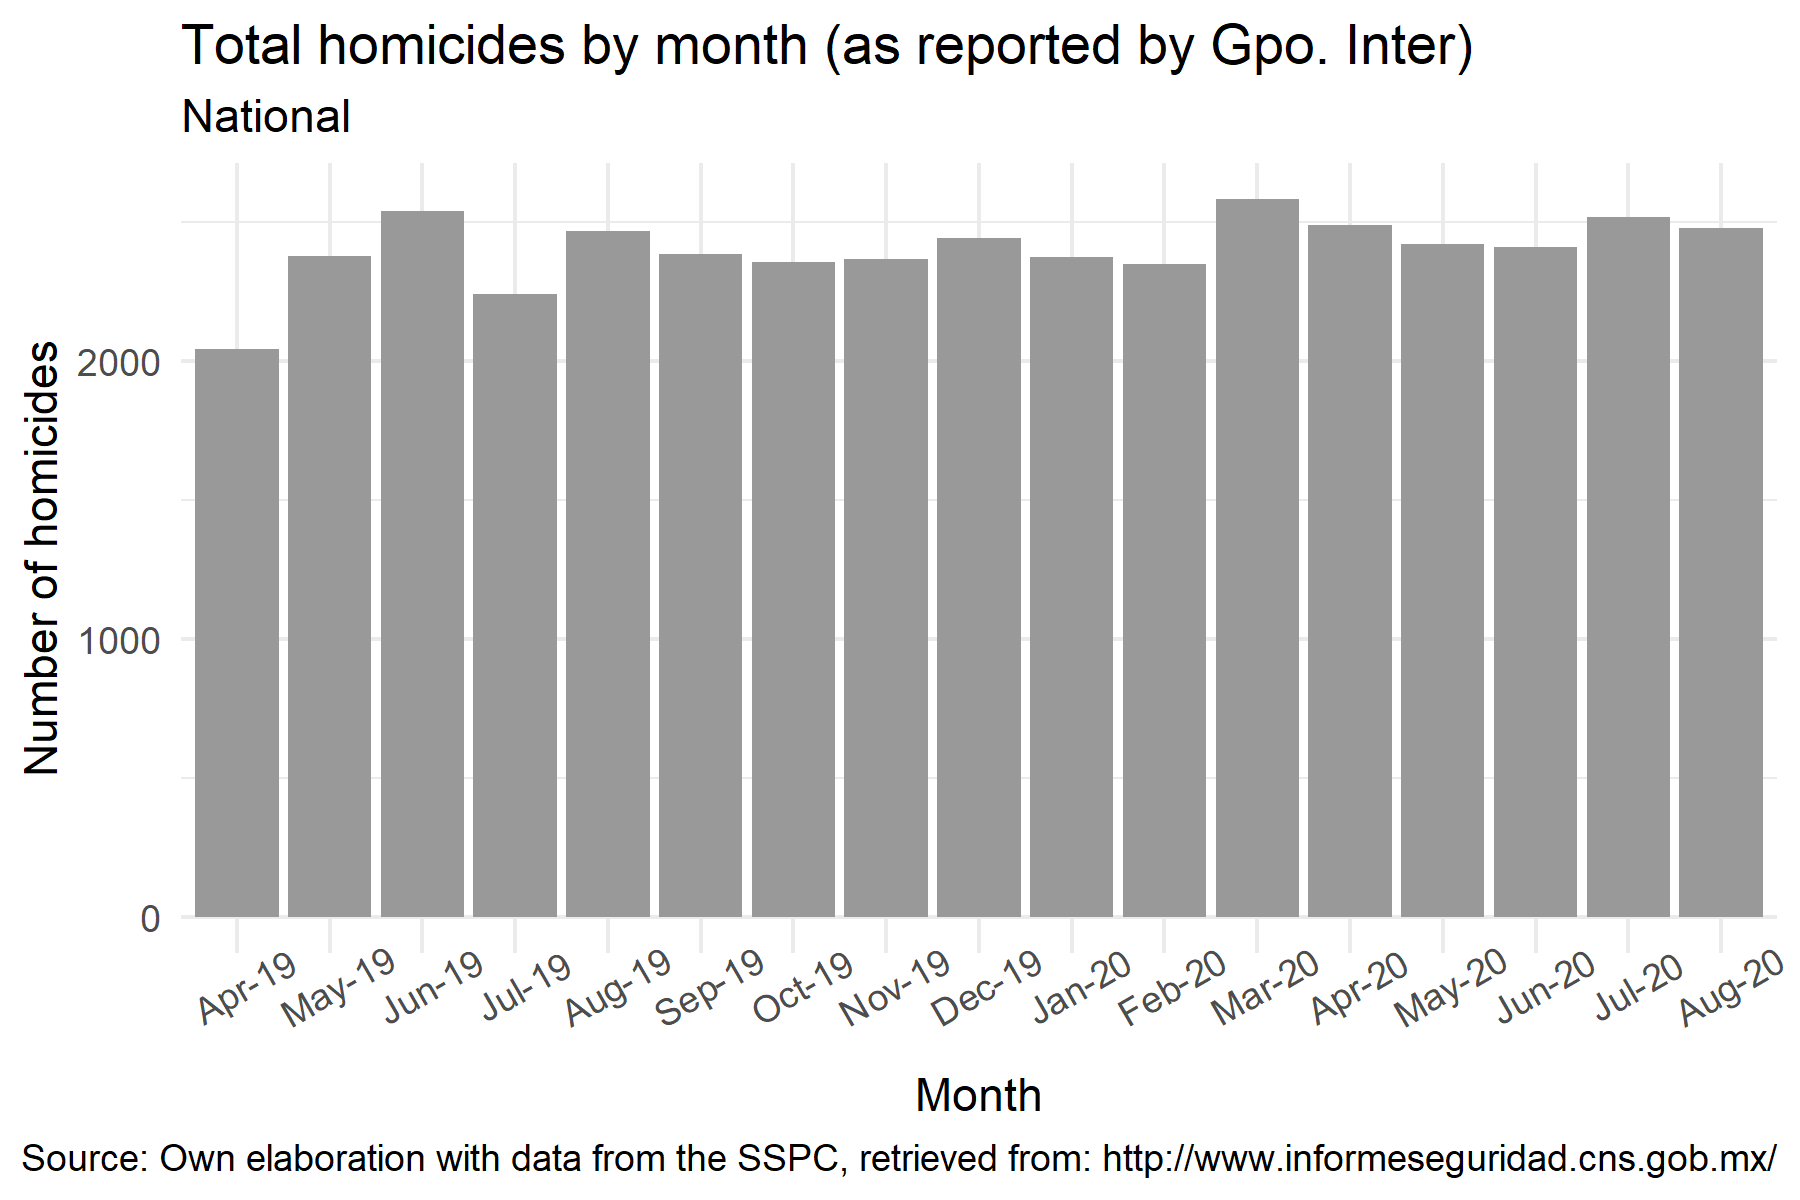 Total homicides by month (as reported by Gpo. Inter)
National
Number of homicides
2000
1000
0
Apr-19
May-19
Jun-19
Jul-19
Aug-19
Sep-19
Oct-19
Nov-19
Dec-19
Jan-20
Feb-20
Mar-20
Apr-20
May-20
Jun-20
Jul-20
Aug-20
Month
Source: Own elaboration with data from the SSPC, retrieved from: http://www.informeseguridad.cns.gob.mx/